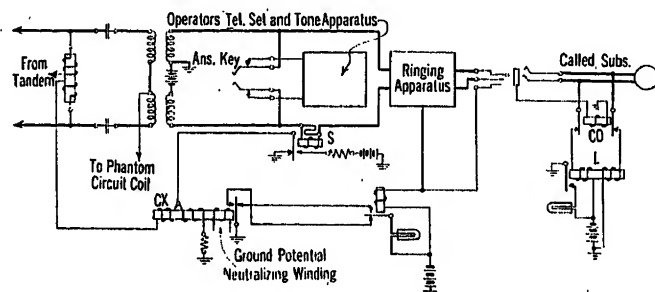 Operators' Tel. Set and Tone Apparatus
From
Tandem
Ans. Key
Ringing
Apparatus
Called Subs.
S
CO
L
To Phantom
Circuit Coil
CX
A
Ground Potential
Neutralizing Winding